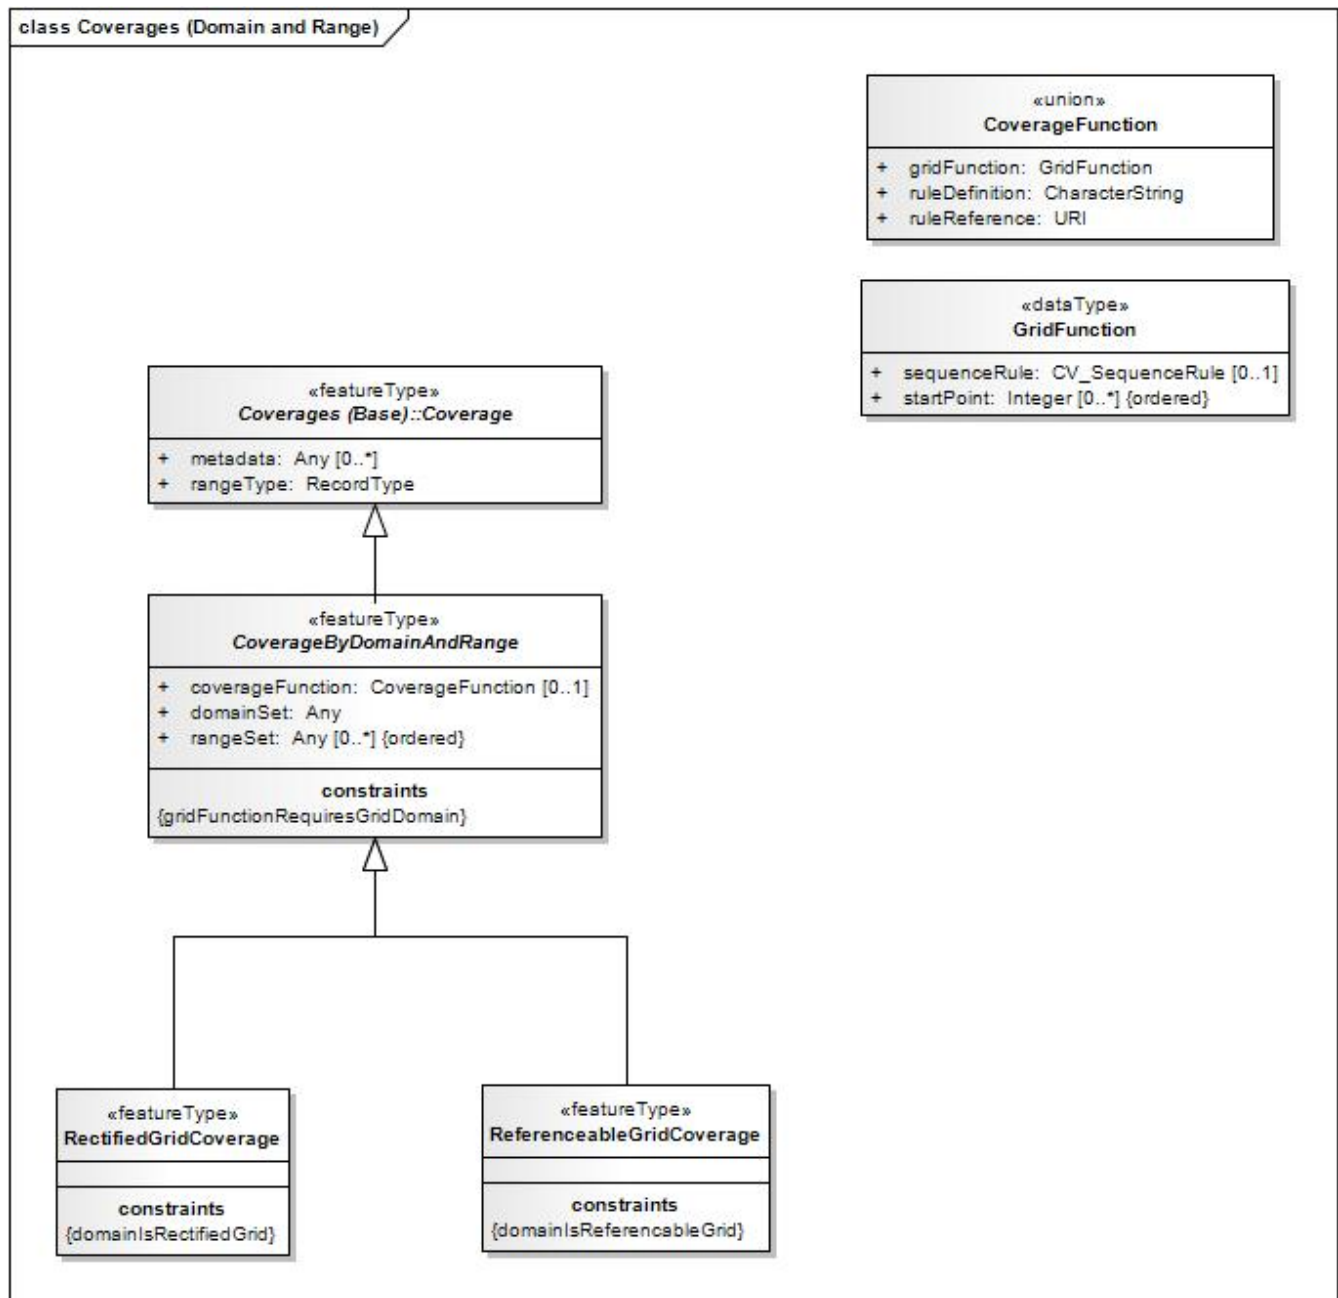 class Coverages (Domain and Range)
«union»
CoverageFunction
+ gridFunction: GridFunction
+ ruleDefinition: CharacterString
+ ruleReference: URI
«dataType»
GridFunction
+ sequenceRule: CV_SequenceRule [0..1]
+ startPoint: Integer [0..*] {ordered}
«featureType»
Coverages (Base)::Coverage
+ metadata: Any [0..*]
+ rangeType: RecordType
«featureType»
CoverageByDomainAndRange
+ coverageFunction: CoverageFunction [0..1]
+ domainSet: Any
+ rangeSet: Any [0..*] {ordered}
constraints
{gridFunctionRequiresGridDomain}
«featureType»
RectifiedGridCoverage
constraints
{domainIsRectifiedGrid}
«featureType»
ReferenceableGridCoverage
constraints
{domainIsReferencableGrid}